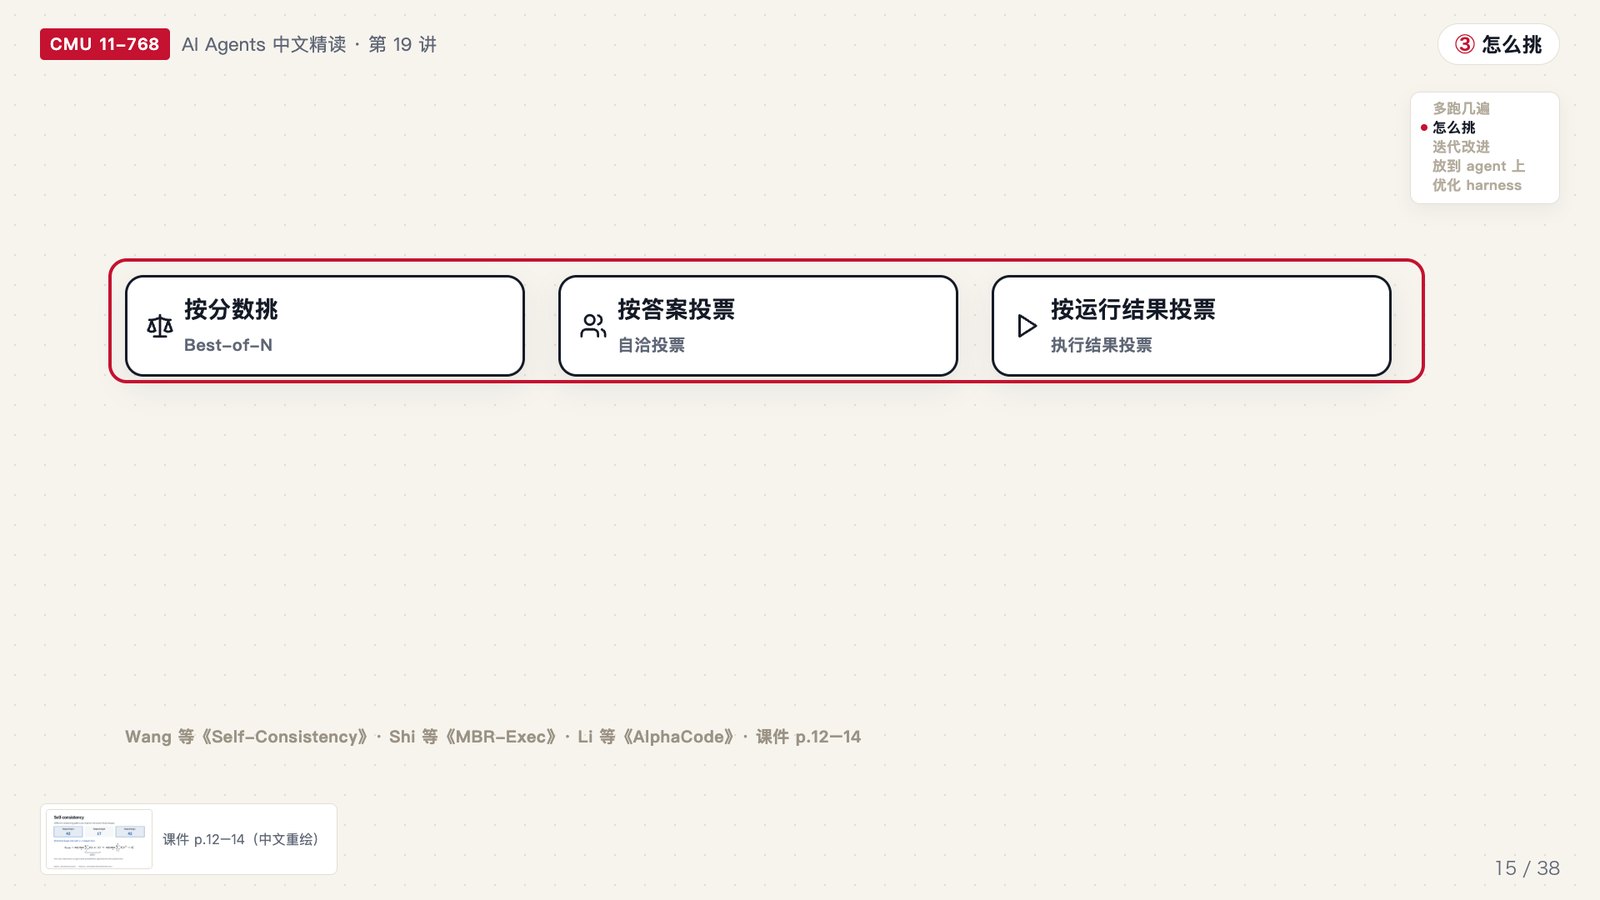 CMU 11-768 AI Agents 中文精读 · 第 19 讲
③ 怎么挑
多跑几遍
怎么挑
迭代改进
放到 agent 上
优化 harness
按分数挑
Best-of-N
按答案投票
自洽投票
按运行结果投票
执行结果投票
Wang 等《Self-Consistency》· Shi 等《MBR-Exec》· Li 等《AlphaCode》· 课件 p.12—14
Self-consistency
课件 p.12—14（中文重绘）
15 / 38